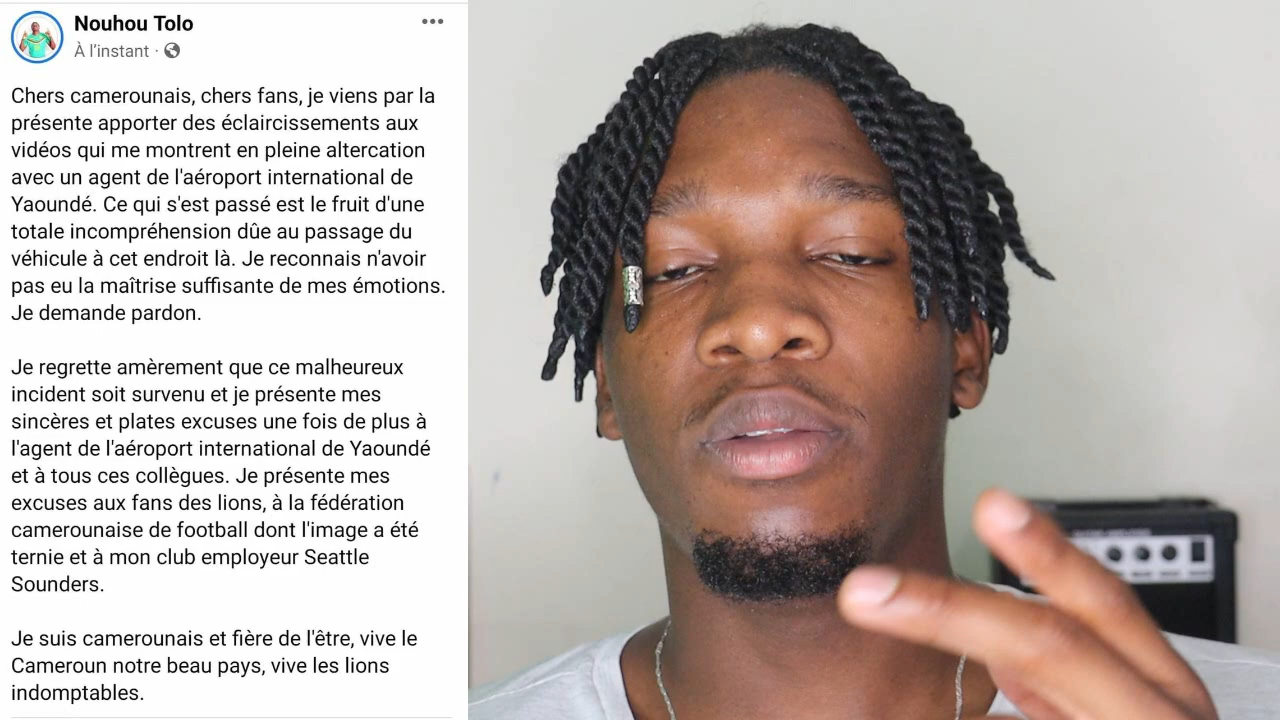 Nouhou Tolo
À l'instant ·
Chers camerounais, chers fans, je viens par la
présente apporter des éclaircissements aux
vidéos qui me montrent en pleine altercation
avec un agent de l'aéroport international de
Yaoundé. Ce qui s'est passé est le fruit d'une
totale incompréhension dûe au passage du
véhicule à cet endroit là. Je reconnais n'avoir
pas eu la maîtrise suffisante de mes émotions.
Je demande pardon.
Je regrette amèrement que ce malheureux
incident soit survenu et je présente mes
sincères et plates excuses une fois de plus à
l'agent de l'aéroport international de Yaoundé
et à tous ces collègues. Je présente mes
excuses aux fans des lions, à la fédération
camerounaise de football dont l'image a été
ternie et à mon club employeur Seattle
Sounders.
Je suis camerounais et fière de l'être, vive le
Cameroun notre beau pays, vive les lions
indomptables.